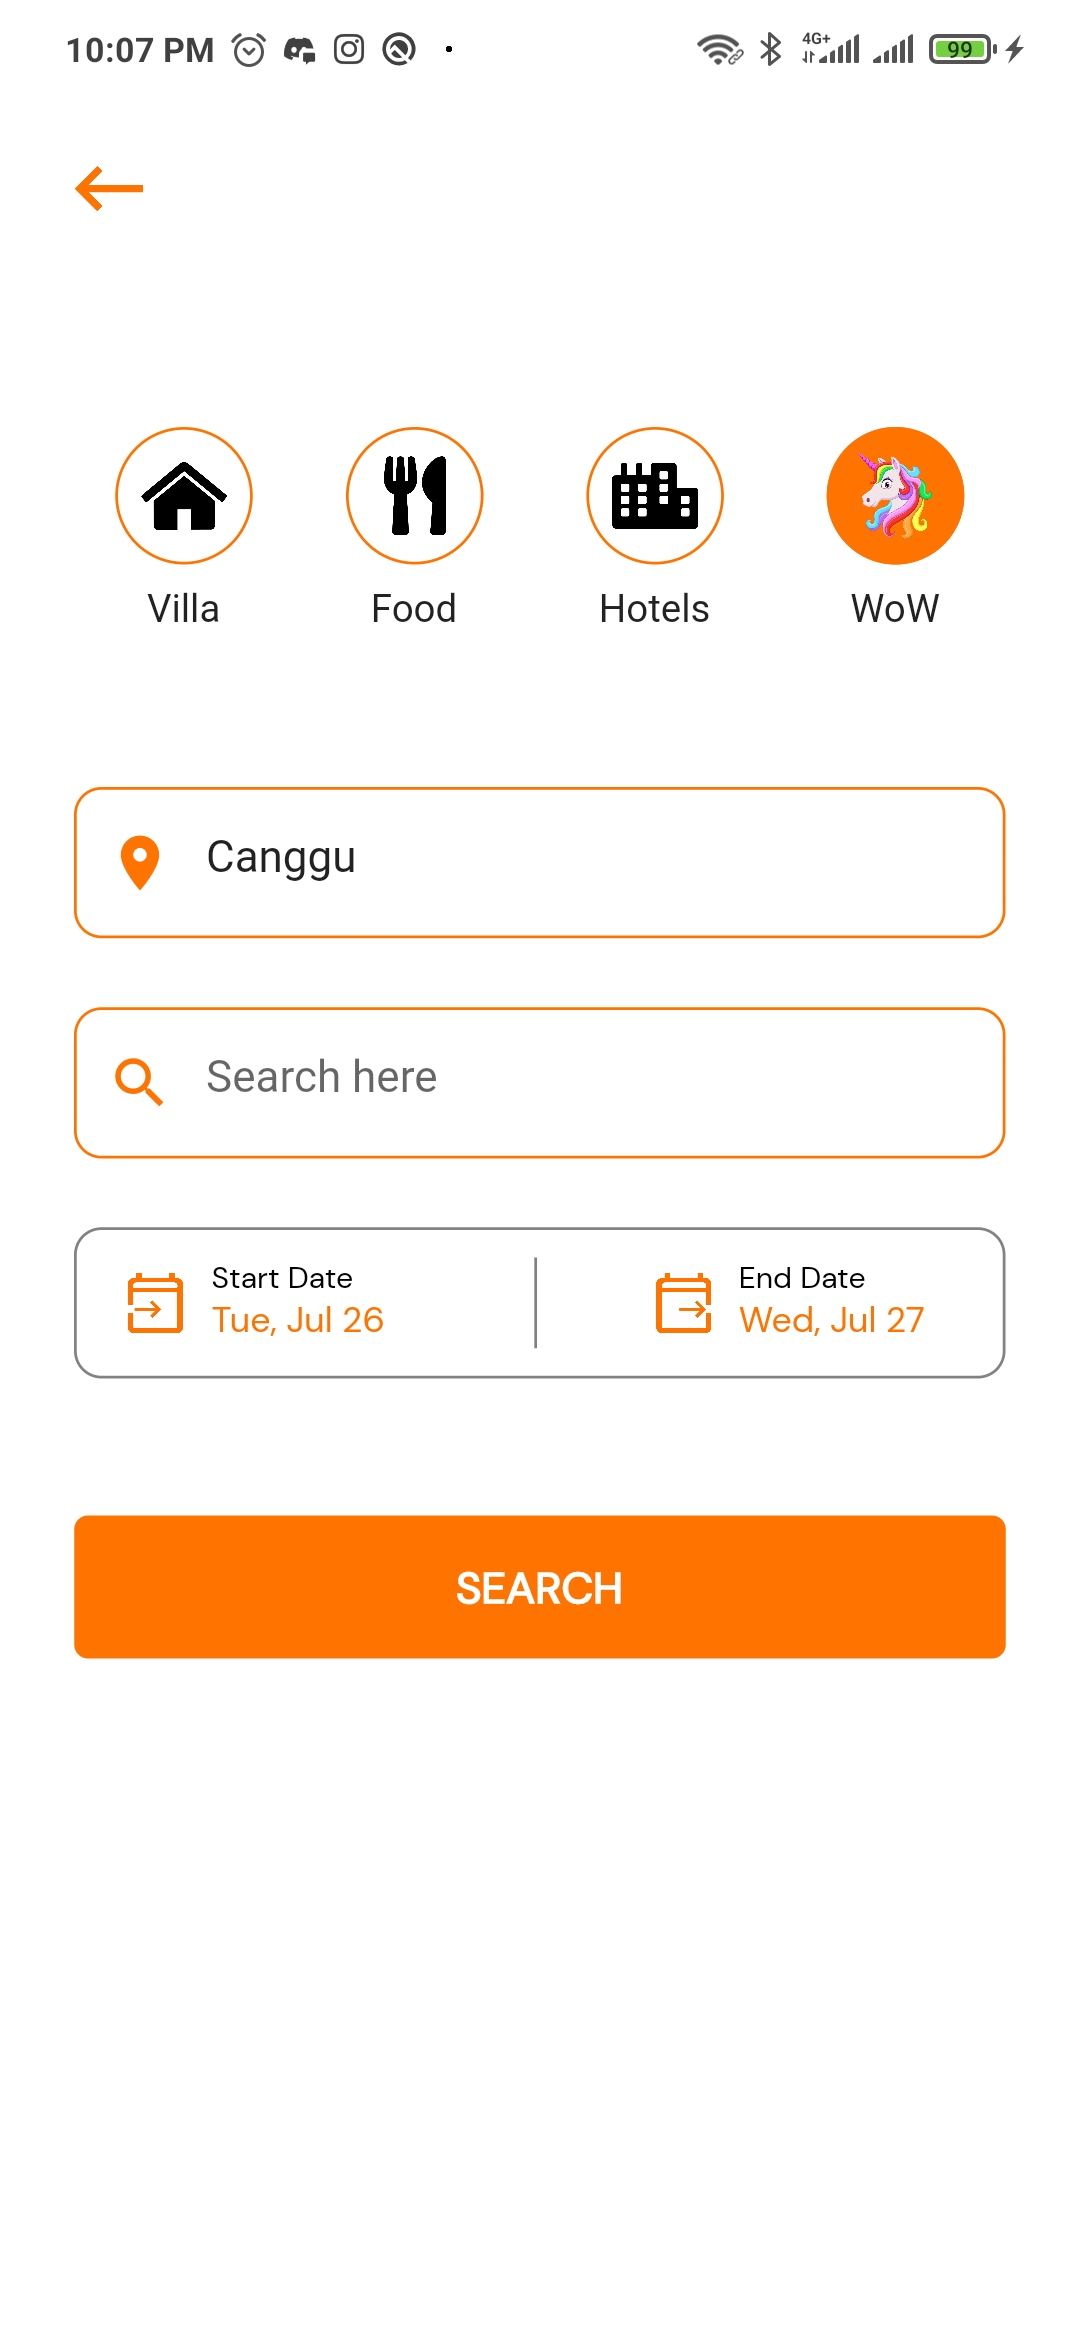 10:07 PM
4G+
99
Villa Food Hotels WoW
Canggu
Search here
Start Date End Date
Tue, Jul 26 Wed, Jul 27
SEARCH